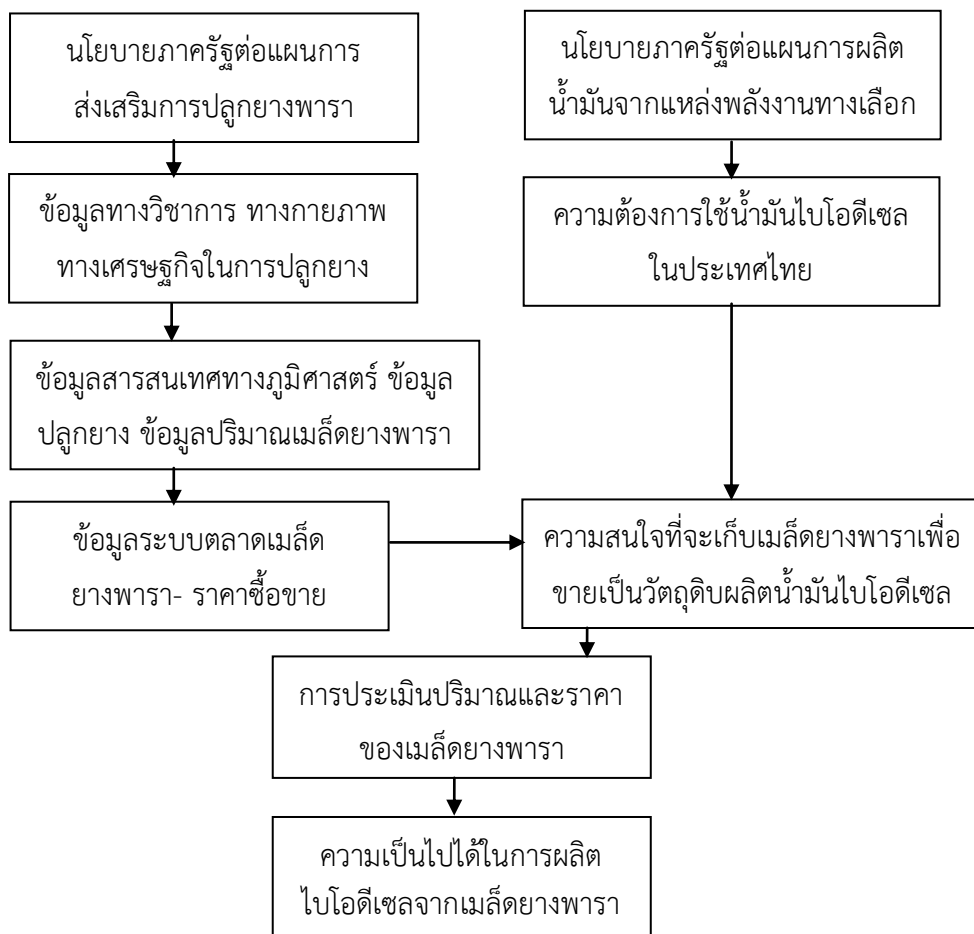 นโยบายภาครัฐต่อแผนการ
ส่งเสริมการปลูกยางพารา
นโยบายภาครัฐต่อแผนการผลิต
น้ำมันจากแหล่งพลังงานทางเลือก
ข้อมูลทางวิชาการ ทางกายภาพ
ทางเศรษฐกิจในการปลูกยาง
ความต้องการใช้น้ำมันไบโอดีเซล
ในประเทศไทย
ข้อมูลสารสนเทศทางภูมิศาสตร์ ข้อมูล
ปลูกยาง ข้อมูลปริมาณเมล็ดยางพารา
ข้อมูลระบบตลาดเมล็ด
ยางพารา- ราคาซื้อขาย
ความสนใจที่จะเก็บเมล็ดยางพาราเพื่อ
ขายเป็นวัตถุดิบผลิตน้ำมันไบโอดีเซล
การประเมินปริมาณและราคา
ของเมล็ดยางพารา
ความเป็นไปได้ในการผลิต
ไบโอดีเซลจากเมล็ดยางพารา